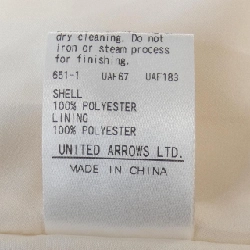 dry cleaning. Do not
iron or steam process
for finishing.
651-1 UAF67 UAF183
SHELL
100% POLYESTER
LINING
100% POLYESTER
UNITED ARROWS LTD.
MADE IN CHINA